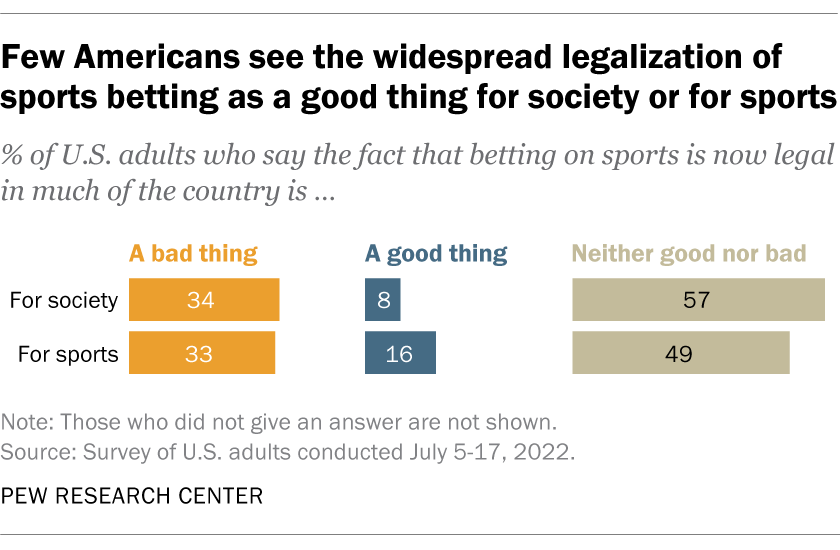 Few Americans see the widespread legalization of
sports betting as a good thing for society or for sports
% of U.S. adults who say the fact that betting on sports is now legal
in much of the country is ...
A bad thing A good thing Neither good nor bad
For society 34 8 57
For sports 33 16 49
Note: Those who did not give an answer are not shown.
Source: Survey of U.S. adults conducted July 5-17, 2022.
PEW RESEARCH CENTER